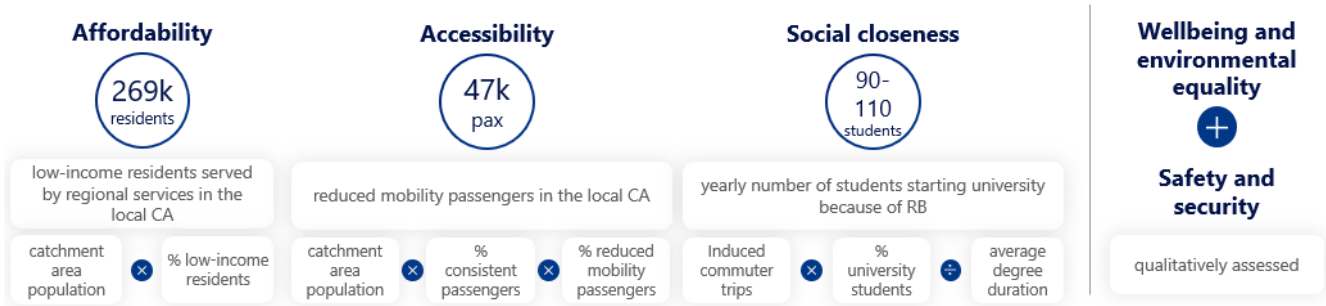 Affordability
269k
residents
low-income residents served
by regional services in the
local CA
catchment
area
population
×
% low-income
residents
Accessibility
47k
pax
reduced mobility passengers in the local CA
catchment
area
population
×
%
consistent
passengers
×
% reduced
mobility
passengers
Social closeness
90-
110
students
yearly number of students starting university
because of RB
Induced
commuter
trips
×
%
university
students
÷
average
degree
duration
Wellbeing and
environmental
equality
+
Safety and
security
qualitatively assessed